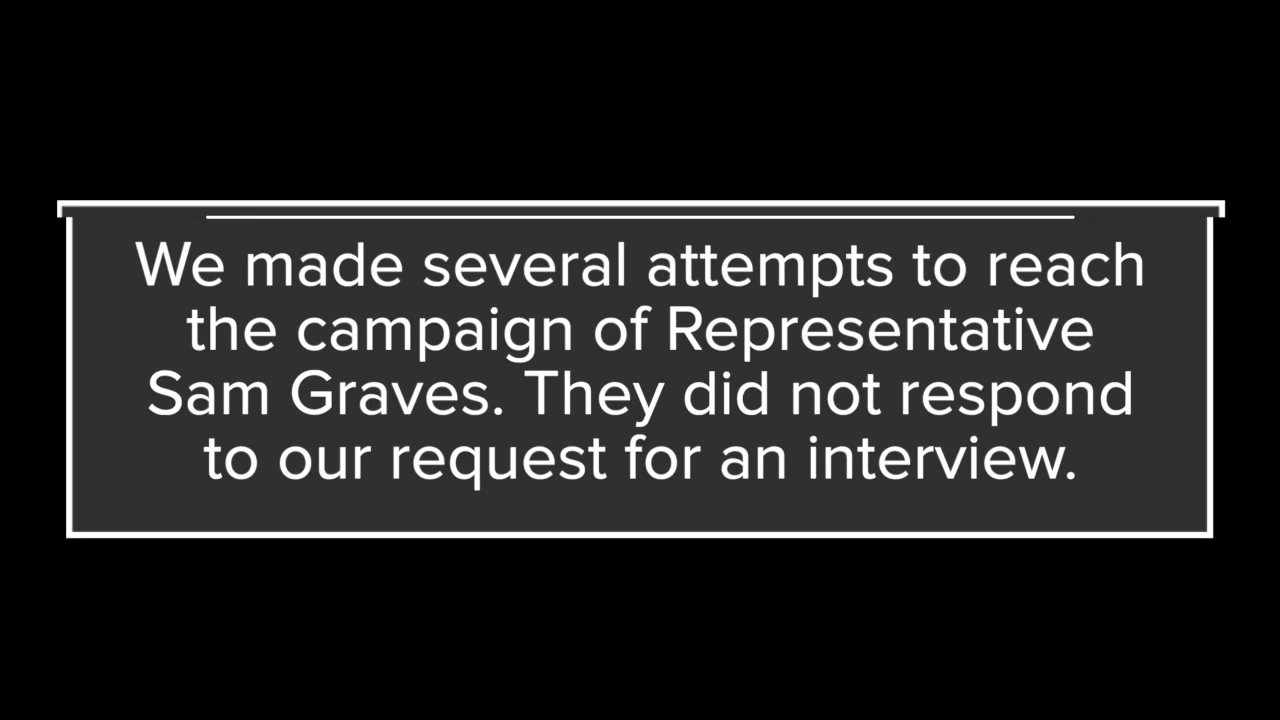 We made several attempts to reach
the campaign of Representative
Sam Graves. They did not respond
to our request for an interview.